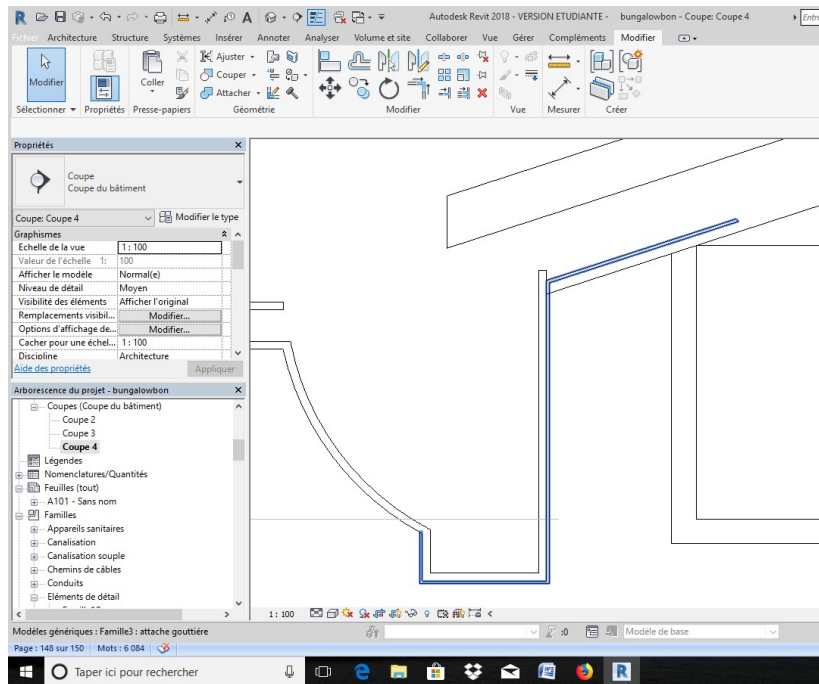 Autodesk Revit 2018 - VERSION ETUDIANTE - bungalowbon - Coupe: Coupe 4
Fichier Architecture Structure Systèmes Insérer Annoter Analyser Volume et site Collaborer Vue Gérer Compléments Modifier
Modifier Coller Ajuster
Couper
Attacher
Sélectionner Propriétés Presse-papiers Géométrie Modifier Vue Mesurer Créer
Propriétés
Coupe
Coupe du bâtiment
Coupe: Coupe 4 Modifier le type
Graphismes
Echelle de la vue 1 : 100
Valeur de l'échelle 1: 100
Afficher le modèle Normal(e)
Niveau de détail Moyen
Visibilité des éléments Afficher l'original
Remplacements visibil... Modifier...
Options d'affichage de... Modifier...
Cacher pour une échel... 1 : 100
Discipline Architecture
Aide des propriétés Appliquer
Arborescence du projet - bungalowbon
Coupes (Coupe du bâtiment)
Coupe 2
Coupe 3
Coupe 4
Légendes
Nomenclatures/Quantités
Feuilles (tout)
A101 - Sans nom
Familles
Appareils sanitaires
Canalisation
Canalisation souple
Chemins de câbles
Conduits
Eléments de détail
1 : 100
Modèles génériques : Famille3 : attache gouttière :0 Modèle de base
Page : 148 sur 150 Mots : 6 084
Taper ici pour rechercher